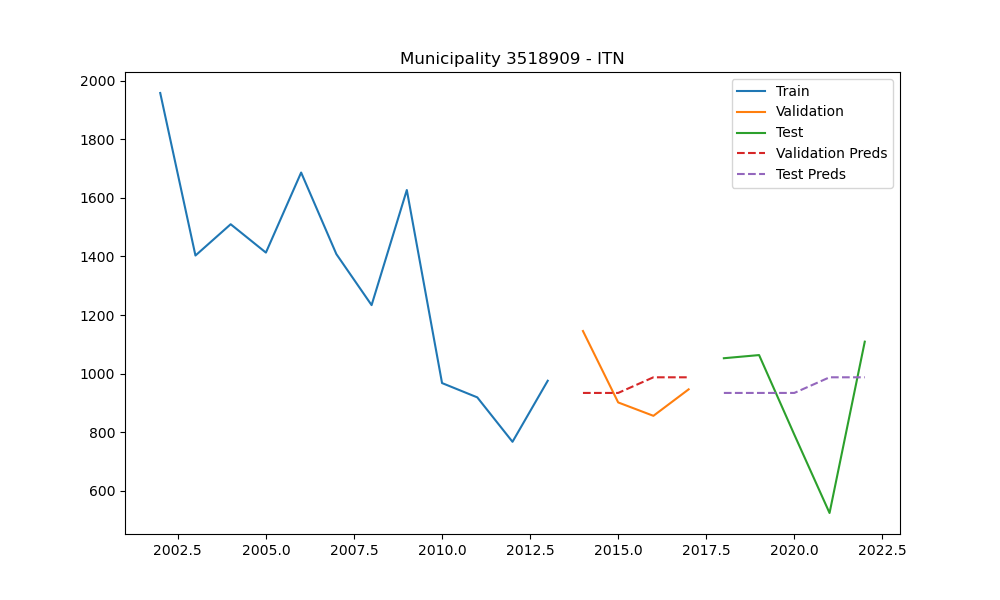 Municipality 3518909 - ITN
2000
1800
1600
1400
1200
1000
800
600
Train
Validation
Test
Validation Preds
Test Preds
2002.5 2005.0 2007.5 2010.0 2012.5 2015.0 2017.5 2020.0 2022.5